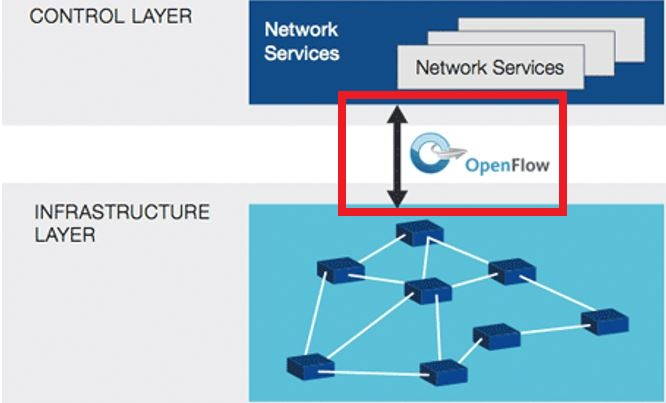 CONTROL LAYER
Network
Services
Network Services
OpenFlow
INFRASTRUCTURE
LAYER